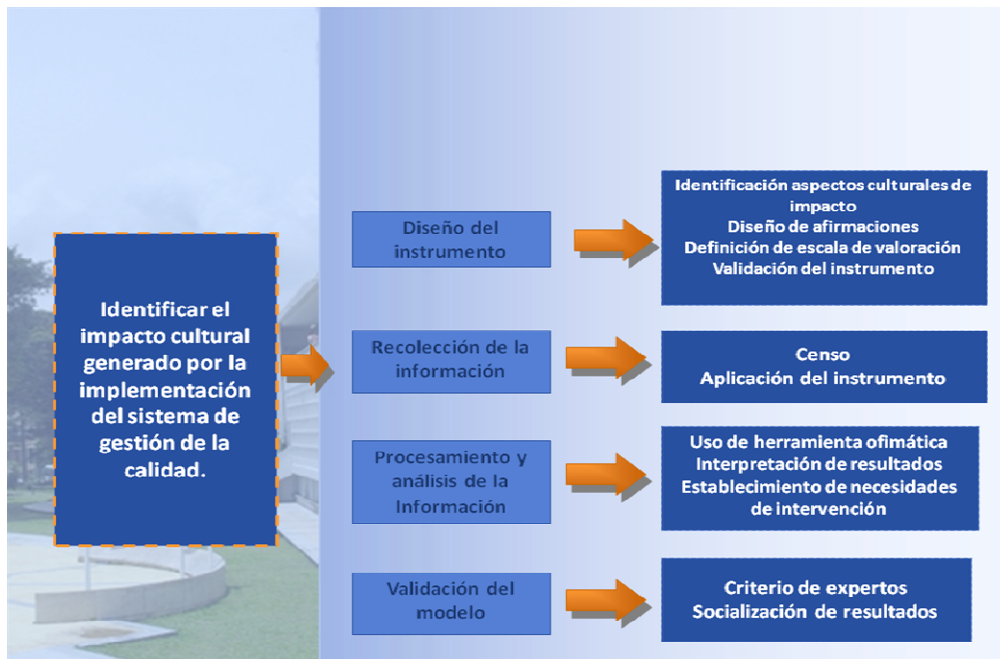 Identificar el
impacto cultural
generado por la
implementación
del sistema de
gestión de la
calidad.
Diseño del
instrumento
Identificación aspectos culturales de
impacto
Diseño de afirmaciones
Definición de escala de valoración
Validación del instrumento
Recolección de la
información
Censo
Aplicación del instrumento
Procesamiento y
análisis de la
Información
Uso de herramienta ofimática
Interpretación de resultados
Establecimiento de necesidades
de intervención
Validación del
modelo
Criterio de expertos
Socialización de resultados